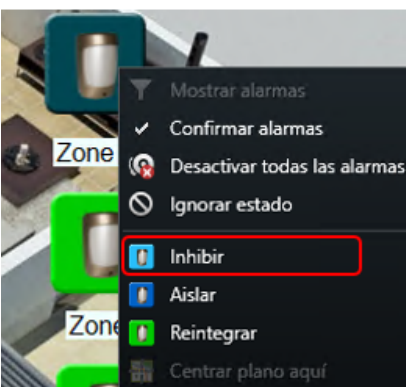 Mostrar alarmas
Confirmar alarmas
Zone
Desactivar todas las alarmas
Ignorar estado
Inhibir
Aislar
Zone
Reintegrar
Centrar plano aquí